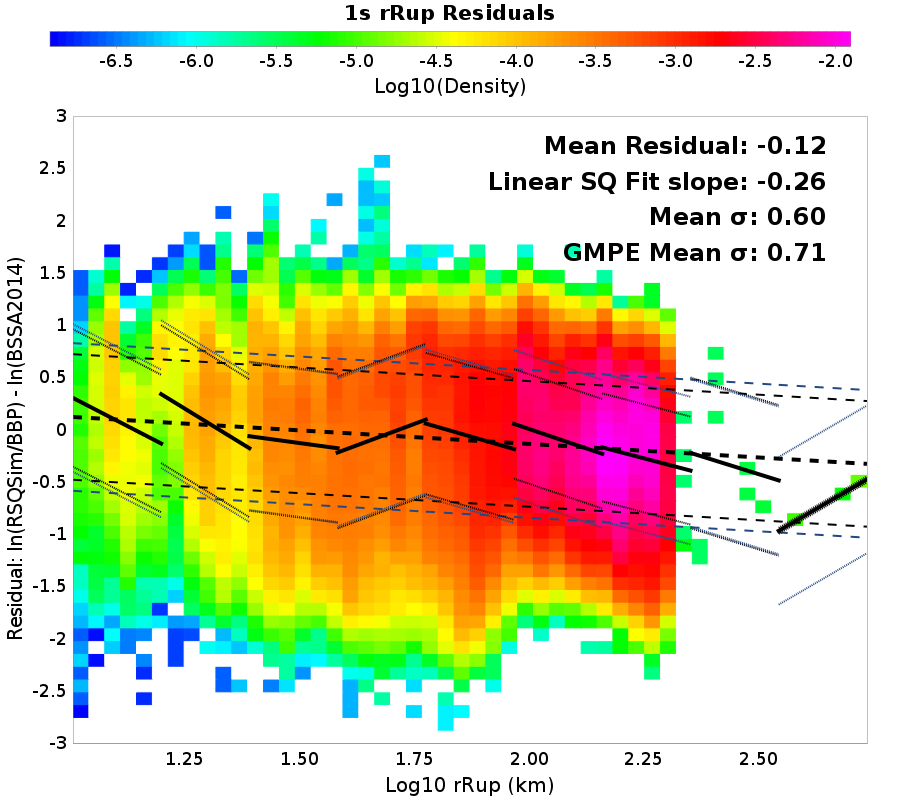 1s rRup Residuals
-6.5 -6.0 -5.5 -5.0 -4.5 -4.0 -3.5 -3.0 -2.5 -2.0
Log10(Density)
Mean Residual: -0.12
Linear SQ Fit slope: -0.26
Mean σ: 0.60
GMPE Mean σ: 0.71
Residual: ln(RSQSim/BBP) - ln(BSSA2014)
3
2.5
2
1.5
1
0.5
0
-0.5
-1
-1.5
-2
-2.5
-3
1.25 1.50 1.75 2.00 2.25 2.50
Log10 rRup (km)